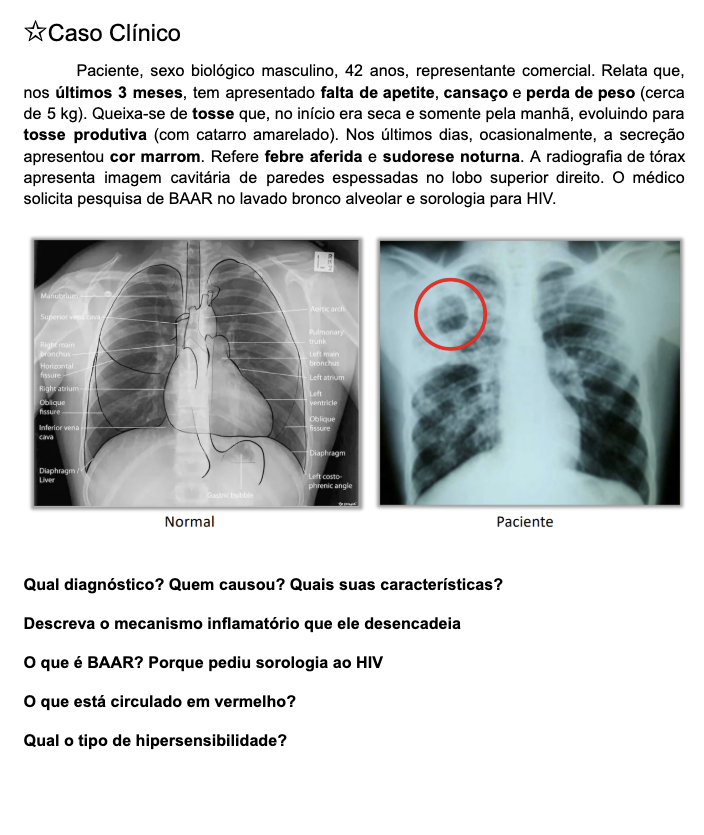 ☆Caso Clínico
Paciente, sexo biológico masculino, 42 anos, representante comercial. Relata que,
nos últimos 3 meses, tem apresentado falta de apetite, cansaço e perda de peso (cerca
de 5 kg). Queixa-se de tosse que, no início era seca e somente pela manhã, evoluindo para
tosse produtiva (com catarro amarelado). Nos últimos dias, ocasionalmente, a secreção
apresentou cor marrom. Refere febre aferida e sudorese noturna. A radiografia de tórax
apresenta imagem cavitária de paredes espessadas no lobo superior direito. O médico
solicita pesquisa de BAAR no lavado bronco alveolar e sorologia para HIV.
Manubrium
Superior vena cava
Right main
bronchus
Horizontal
fissure
Right atrium
Oblique
fissure
Inferior vena
cava
Diaphragm /
Liver
Aortic arch
Pulmonary
trunk
Left main
bronchus
Left atrium
Left
ventricle
Oblique
fissure
Diaphragm
Left costo-
phrenic angle
Gastric bubble
Normal
Paciente
Qual diagnóstico? Quem causou? Quais suas características?
Descreva o mecanismo inflamatório que ele desencadeia
O que é BAAR? Porque pediu sorologia ao HIV
O que está circulado em vermelho?
Qual o tipo de hipersensibilidade?